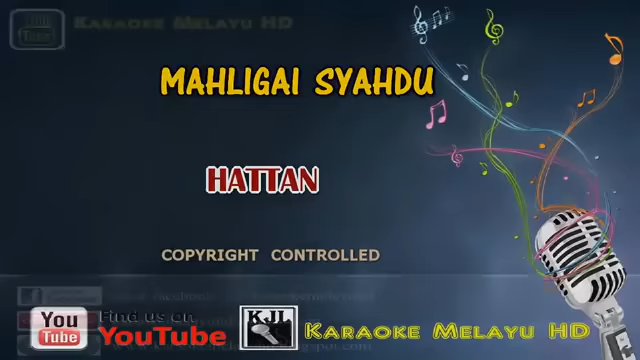 KARAOKE MELAYU HD
MAHLIGAI SYAHDU
HATTAN
COPYRIGHT CONTROLLED
You Tube
Find us on
YouTube
KJL
KARAOKE MELAYU HD